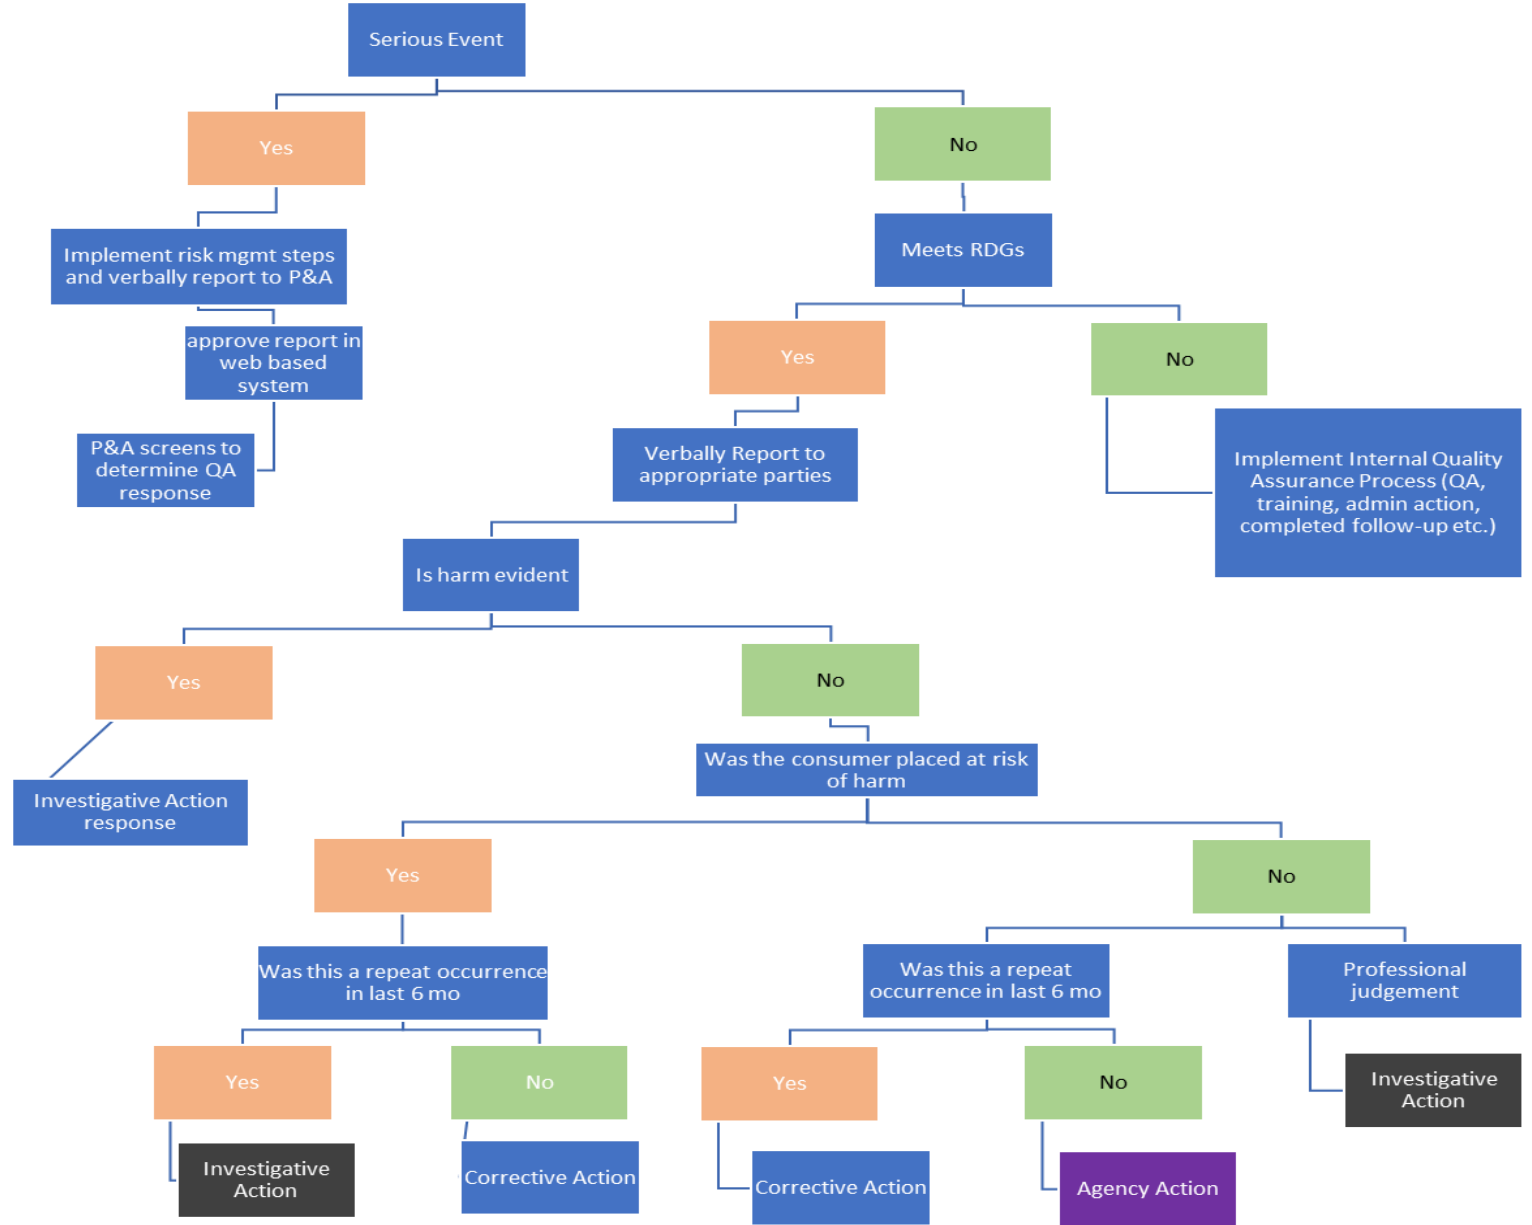 Serious Event
Yes
No
Implement risk mgmt steps
and verbally report to P&A
Meets RDGs
approve report in
web based
system
Yes
No
P&A screens to
determine QA
response
Verbally Report to
appropriate parties
Implement Internal Quality
Assurance Process (QA,
training, admin action,
completed follow-up etc.)
Is harm evident
Yes
No
Investigative Action
response
Was the consumer placed at risk
of harm
Yes
No
Was this a repeat occurrence
in last 6 mo
Was this a repeat
occurrence in last 6 mo
Professional
judgement
Yes
No
Yes
No
Investigative
Action
Investigative
Action
Corrective Action
Corrective Action
Agency Action